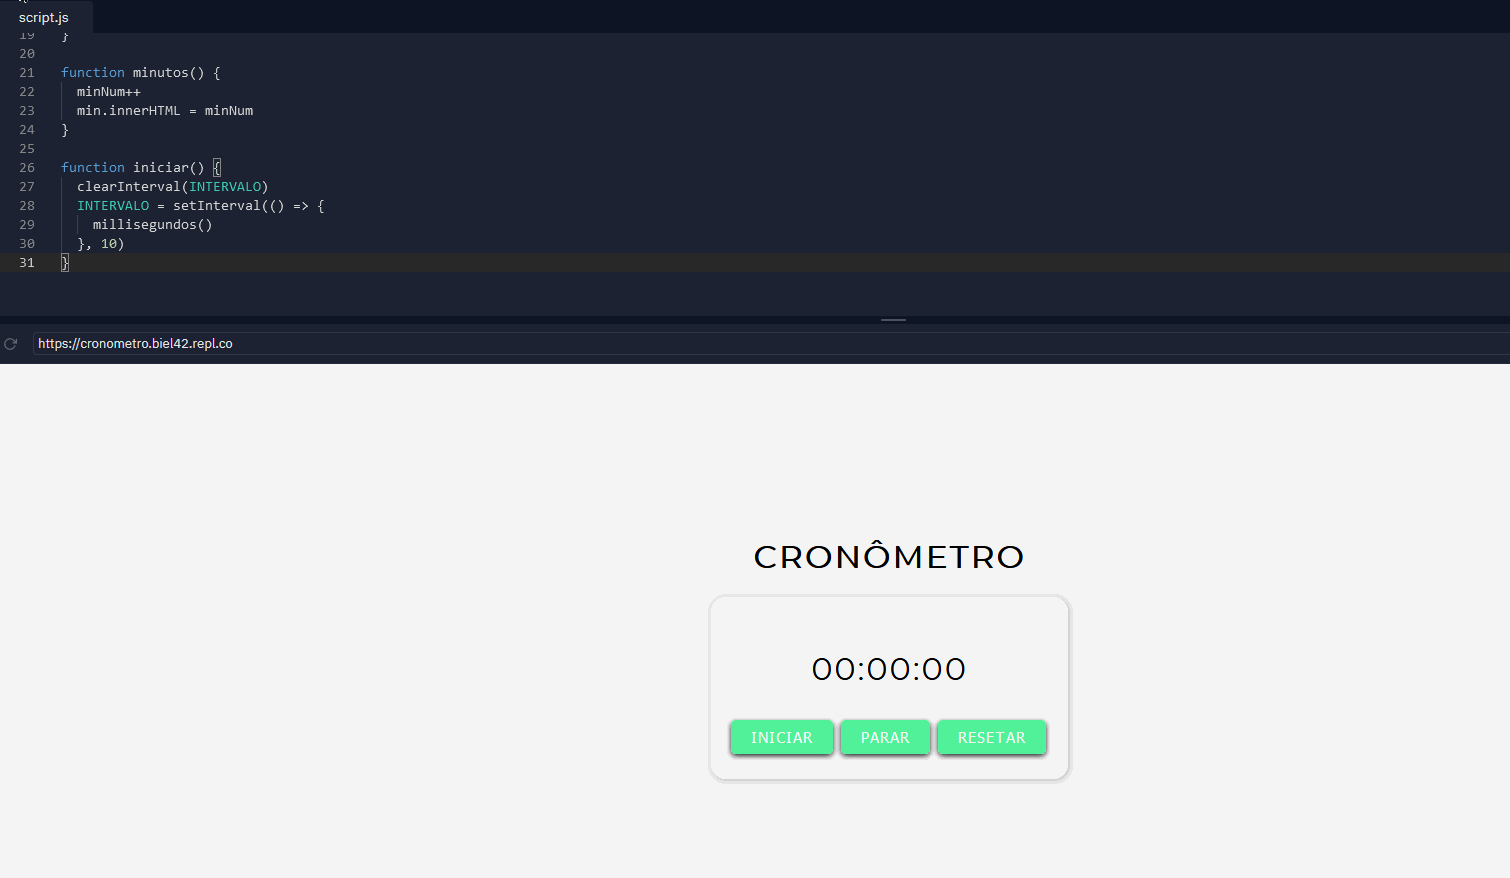 script.js
19 }
20
21 function minutos() {
22 minNum++
23 min.innerHTML = minNum
24 }
25
26 function iniciar() {
27 clearInterval(INTERVALO)
28 INTERVALO = setInterval(() => {
29 millisegundos()
30 }, 10)
31 }
https://cronometro.biel42.repl.co
CRONÔMETRO
00:00:00
INICIAR PARAR RESETAR